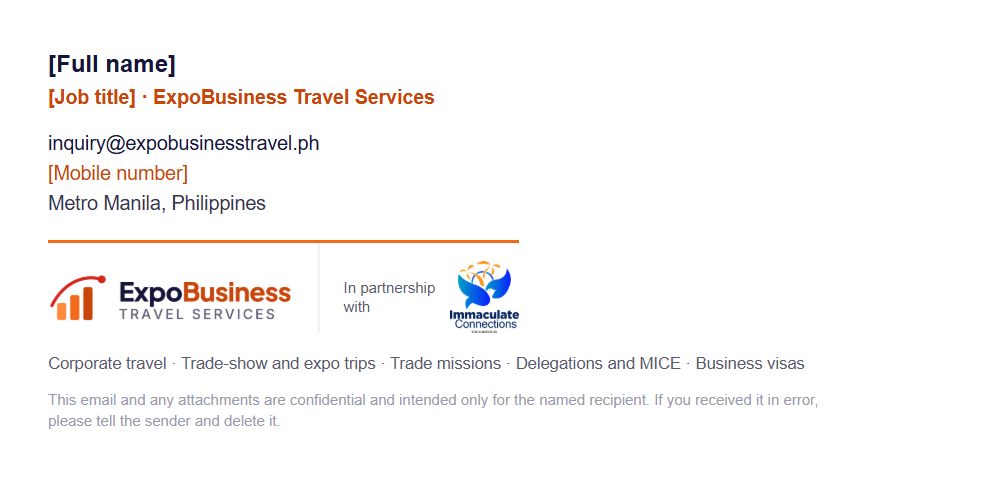 [Full name]
[Job title] · ExpoBusiness Travel Services
inquiry@expobusinesstravel.ph
[Mobile number]
Metro Manila, Philippines
ExpoBusiness
TRAVEL SERVICES
In partnership
with
Immaculate
Connections
Corporate travel · Trade-show and expo trips · Trade missions · Delegations and MICE · Business visas
This email and any attachments are confidential and intended only for the named recipient. If you received it in error,
please tell the sender and delete it.